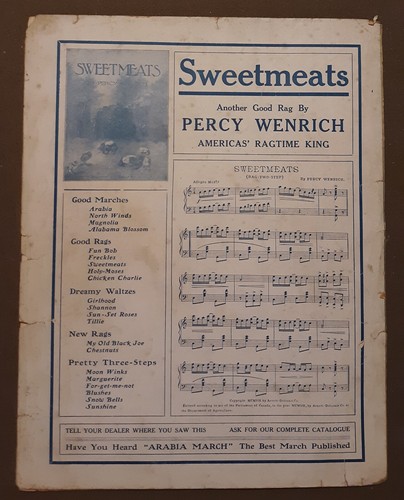 SWEETMEATS
Sweetmeats
Another Good Rag By
PERCY WENRICH
AMERICAS' RAGTIME KING
SWEETMEATS
(RAG-TWO STEP)
By PERCY WENRICH
Good Marches
Arabia
North Winds
Magnolia
Alabama Blossom
Good Rags
Fun Bob
Freckles
Sweetmeats
Holy-Moses
Chicken Charlie
Dreamy Waltzes
Girlhood
Shannon
Sun-Set Roses
Tillie
New Rags
My Old Black Joe
Chestnuts
Pretty Three-Steps
Moon Winks
Marguerite
For-get-me-not
Blushes
Snow Bells
Sunshine
TELL YOUR DEALER WHERE YOU SAW THIS ASK FOR OUR COMPLETE CATALOGUE
Have You Heard "ARABIA MARCH" The Best March Published